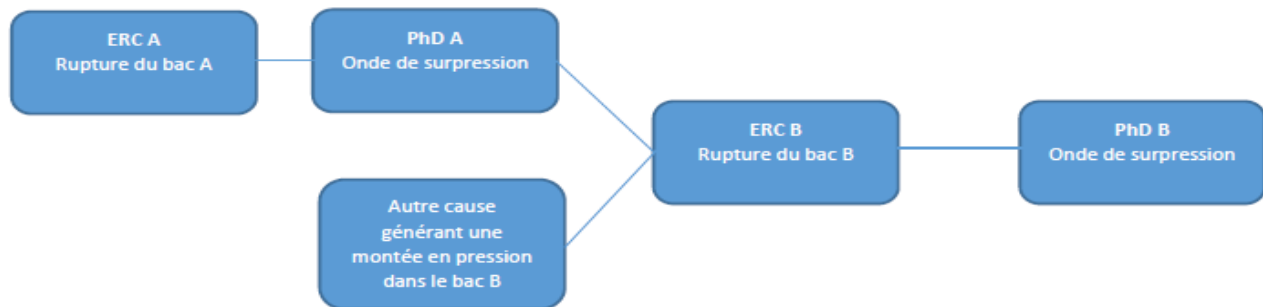 ERC A
Rupture du bac A
PhD A
Onde de surpression
ERC B
Rupture du bac B
PhD B
Onde de surpression
Autre cause
générant une
montée en pression
dans le bac B